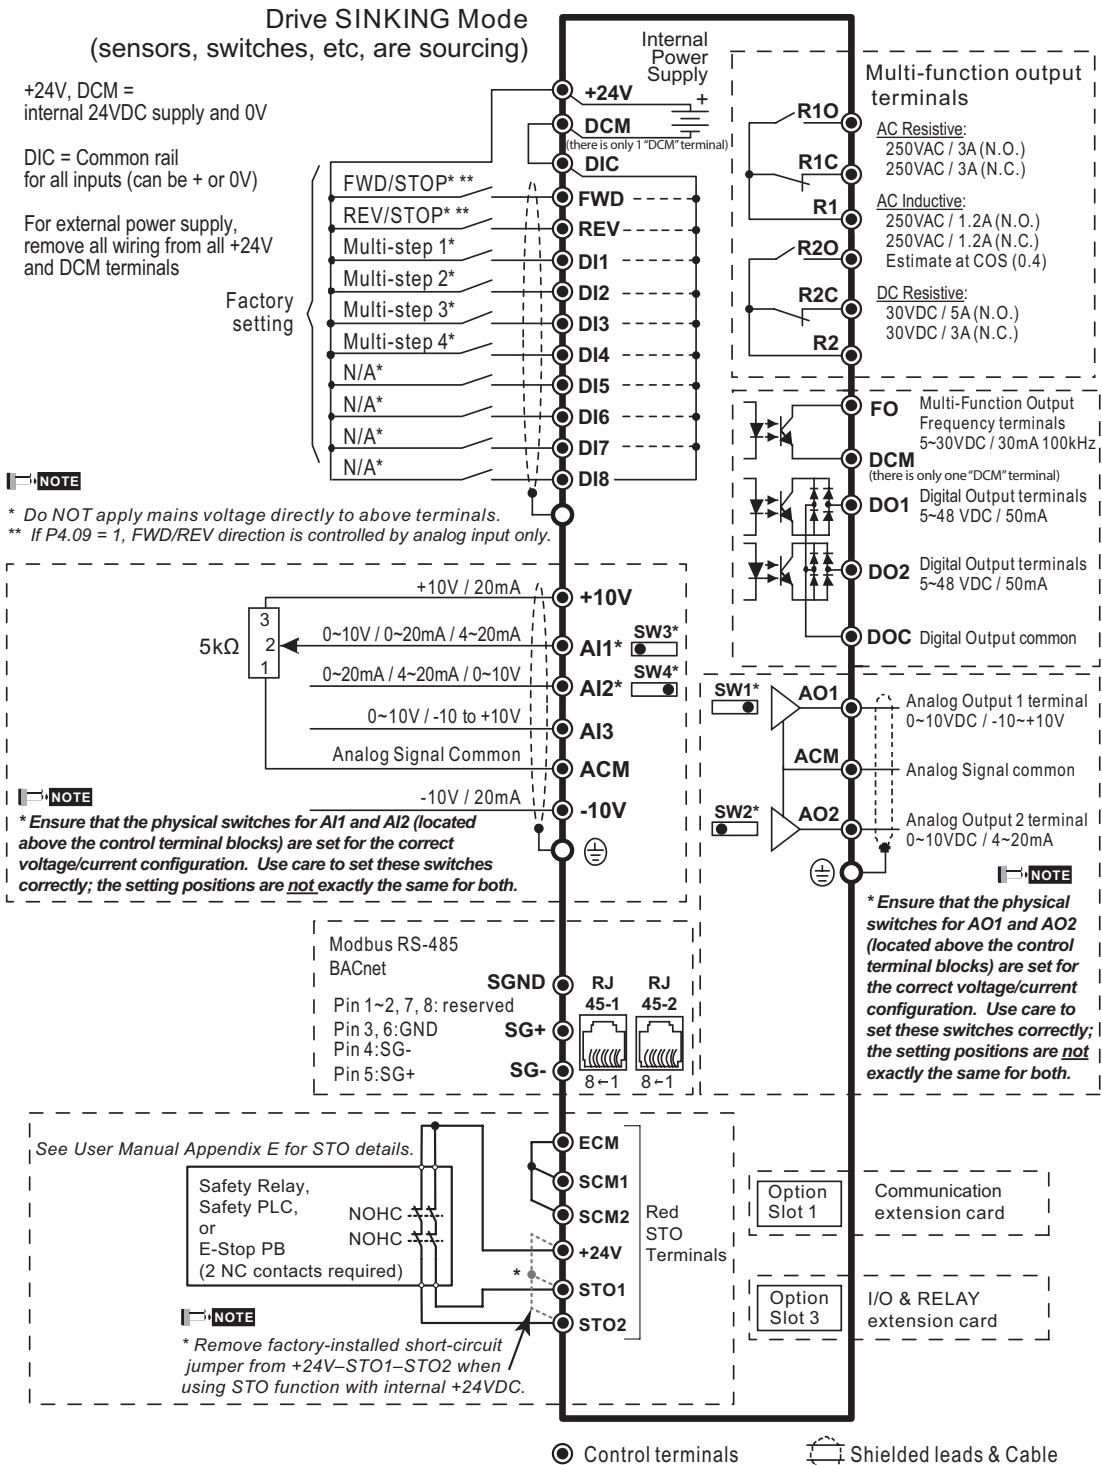 Drive SINKING Mode
(sensors, switches, etc, are sourcing)
+24V, DCM =
internal 24VDC supply and 0V
DIC = Common rail
for all inputs (can be + or 0V)
For external power supply,
remove all wiring from all +24V
and DCM terminals
Factory
setting
FWD/STOP* **
REV/STOP* **
Multi-step 1*
Multi-step 2*
Multi-step 3*
Multi-step 4*
N/A*
N/A*
N/A*
N/A*
Internal
Power
Supply
+24V
+
DCM
(there is only 1 "DCM" terminal)
DIC
FWD
REV
DI1
DI2
DI3
DI4
DI5
DI6
DI7
DI8
NOTE
* Do NOT apply mains voltage directly to above terminals.
** If P4.09 = 1, FWD/REV direction is controlled by analog input only.
R1O
R1C
R1
R2O
R2C
R2
Multi-function output
terminals
AC Resistive:
250VAC / 3A (N.O.)
250VAC / 3A (N.C.)
AC Inductive:
250VAC / 1.2A (N.O.)
250VAC / 1.2A (N.C.)
Estimate at COS (0.4)
DC Resistive:
30VDC / 5A (N.O.)
30VDC / 3A (N.C.)
FO
Multi-Function Output
Frequency terminals
5~30VDC / 30mA 100kHz
DCM
(there is only one "DCM" terminal)
DO1
Digital Output terminals
5~48 VDC / 50mA
DO2
Digital Output terminals
5~48 VDC / 50mA
DOC Digital Output common
5kΩ
3
2
1
+10V / 20mA
+10V
0~10V / 0~20mA / 4~20mA
AI1*
SW3*
0~20mA / 4~20mA / 0~10V
AI2*
SW4*
0~10V / -10 to +10V
AI3
Analog Signal Common
ACM
-10V / 20mA
-10V
NOTE
* Ensure that the physical switches for AI1 and AI2 (located
above the control terminal blocks) are set for the correct
voltage/current configuration. Use care to set these switches
correctly; the setting positions are not exactly the same for both.
SW1*
AO1
Analog Output 1 terminal
0~10VDC / -10~+10V
ACM
Analog Signal common
SW2*
AO2
Analog Output 2 terminal
0~10VDC / 4~20mA
NOTE
* Ensure that the physical
switches for AO1 and AO2
(located above the control
terminal blocks) are set for
the correct voltage/current
configuration. Use care to
set these switches correctly;
the setting positions are not
exactly the same for both.
Modbus RS-485
BACnet
Pin 1~2, 7, 8: reserved
Pin 3, 6:GND
Pin 4:SG-
Pin 5:SG+
SGND
SG+
SG-
RJ
45-1
8←1
RJ
45-2
8←1
See User Manual Appendix E for STO details.
Safety Relay,
Safety PLC,
or
E-Stop PB
(2 NC contacts required)
NOHC
NOHC
ECM
SCM1
SCM2
+24V
STO1
STO2
Red
STO
Terminals
*
NOTE
* Remove factory-installed short-circuit
jumper from +24V–STO1–STO2 when
using STO function with internal +24VDC.
Option
Slot 1
Communication
extension card
Option
Slot 3
I/O & RELAY
extension card
Control terminals
Shielded leads & Cable